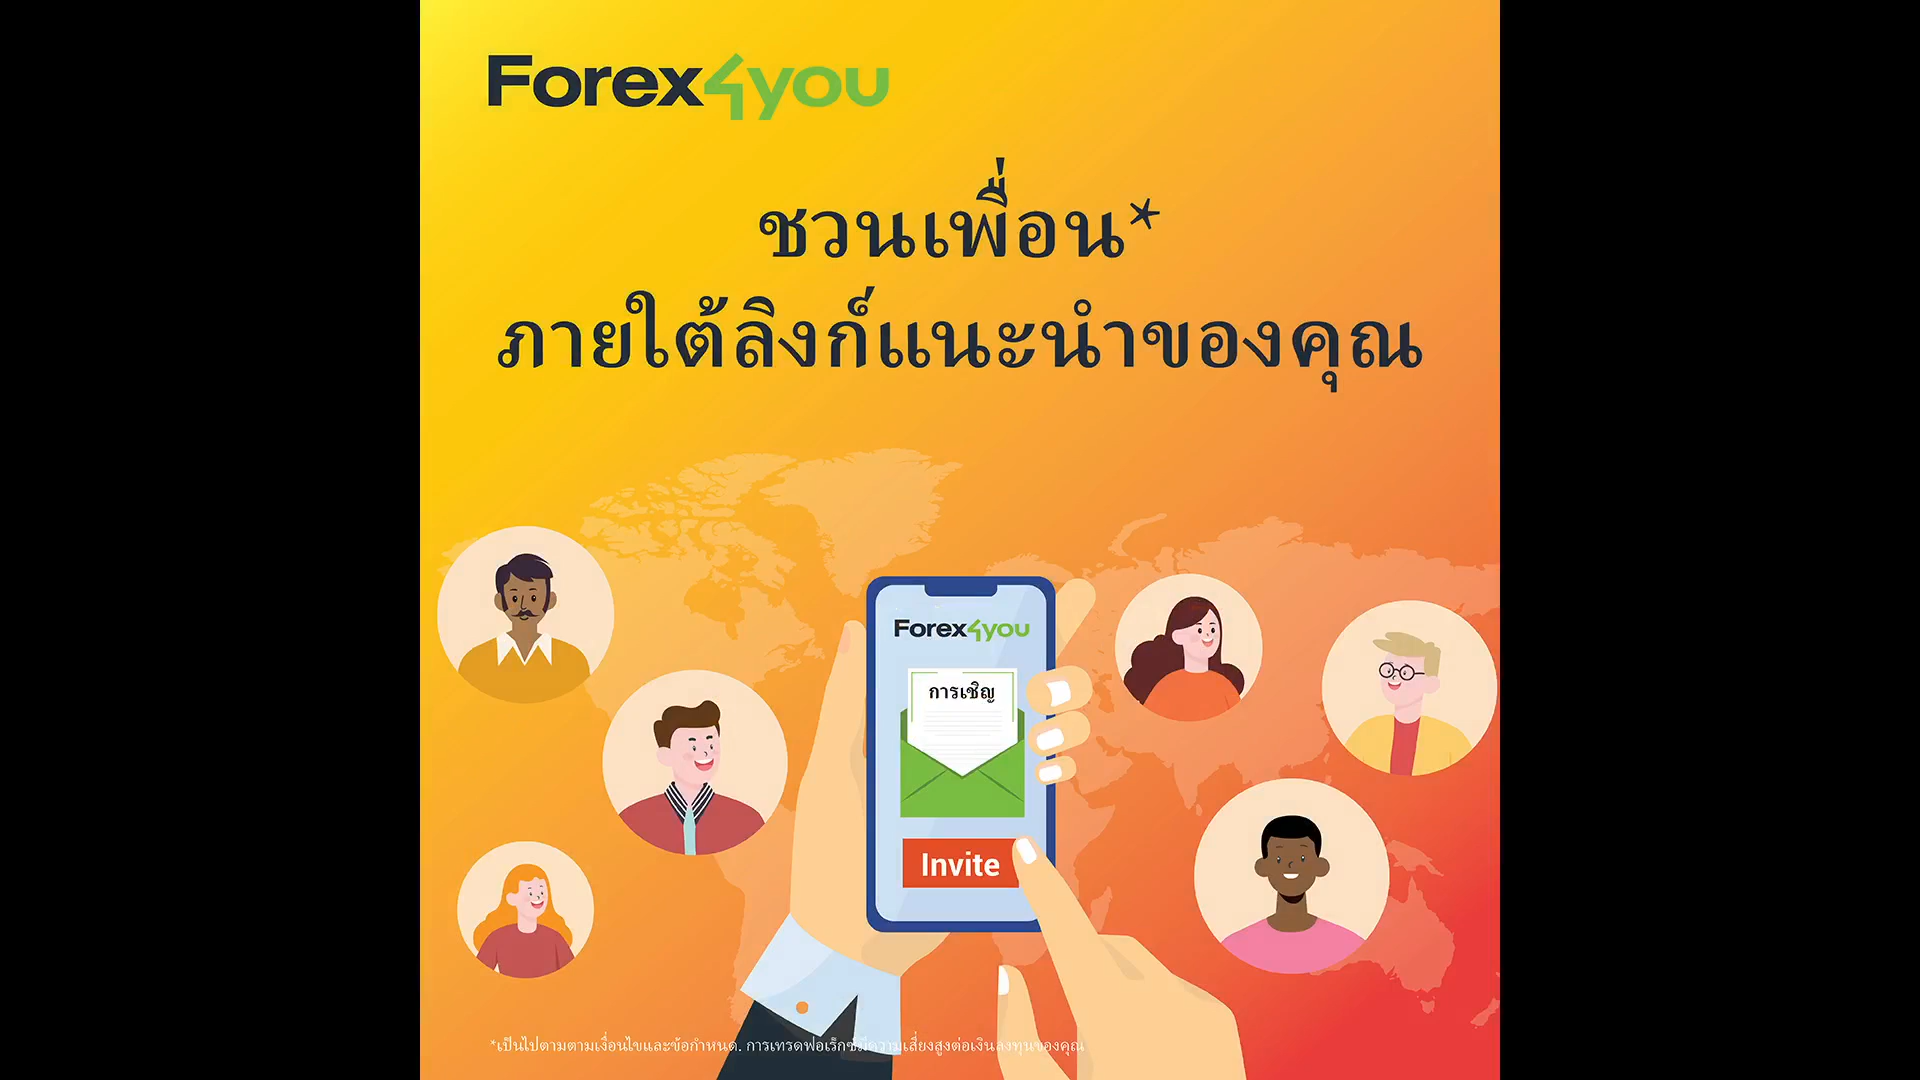 Forex4you
ชวนเพื่อน*
ภายใต้ลิงก์แนะนำของคุณ
Forex4you
การเชิญ
Invite
*เป็นไปตามตามเงื่อนไขและข้อกำหนด. การเทรดฟอเร็กซ์มีความเสี่ยงสูงต่อเงินลงทุนของคุณ